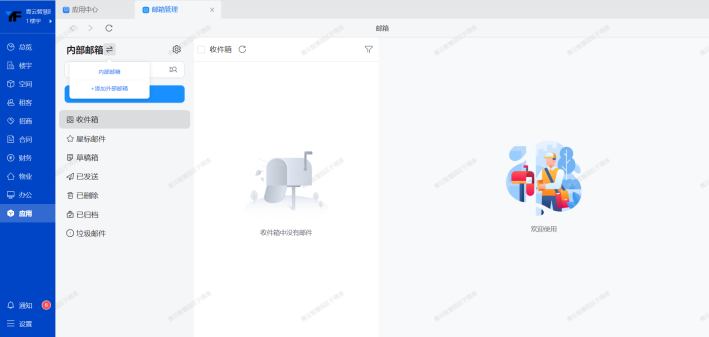 应用中心
邮箱管理
1 楼宇
邮箱
总览
楼宇
空间
租客
招商
合同
财务
物业
办公
应用
通知
6
设置
内部邮箱
内部邮箱
+添加外部邮箱
收件箱
星标邮件
草稿箱
已发送
已删除
已归档
垃圾邮件
收件箱
收件箱中没有邮件
欢迎使用